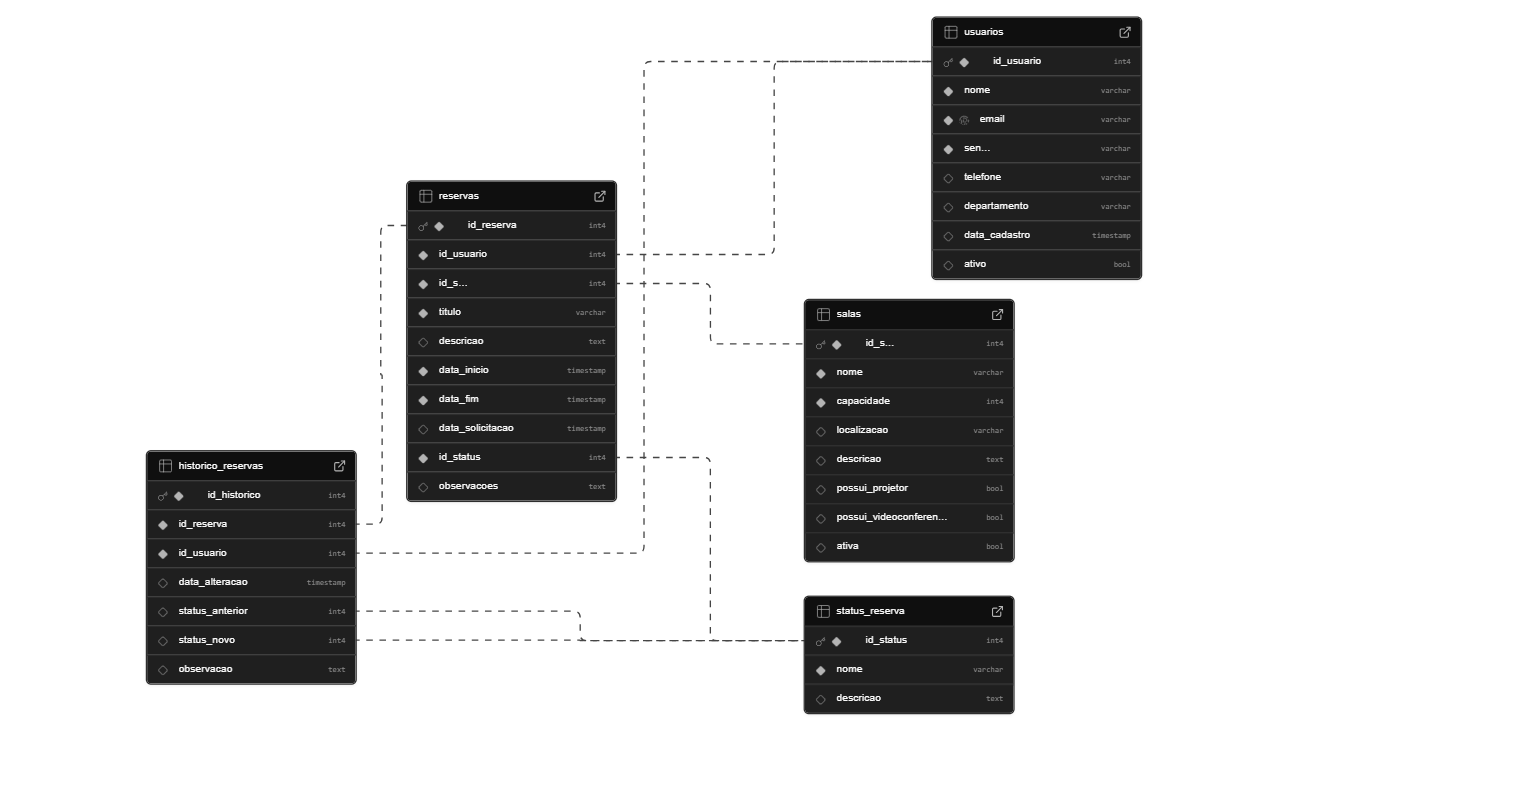 usuarios
id_usuario int4
nome varchar
email varchar
sen... varchar
telefone varchar
departamento varchar
data_cadastro timestamp
ativo bool
reservas
id_reserva int4
id_usuario int4
id_s... int4
titulo varchar
descricao text
data_inicio timestamp
data_fim timestamp
data_solicitacao timestamp
id_status int4
observacoes text
salas
id_s... int4
nome varchar
capacidade int4
localizacao varchar
descricao text
possui_projetor bool
possui_videoconferen... bool
ativa bool
historico_reservas
id_historico int4
id_reserva int4
id_usuario int4
data_alteracao timestamp
status_anterior int4
status_novo int4
observacao text
status_reserva
id_status int4
nome varchar
descricao text